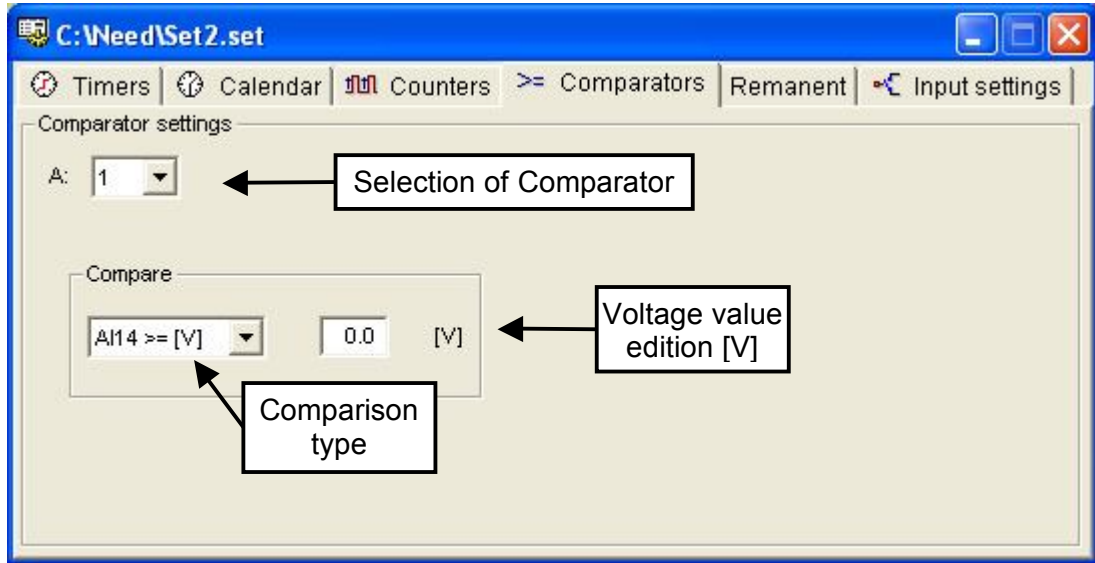 C:\Need\Set2.set
Timers Calendar Counters >= Comparators Remanent Input settings
Comparator settings
A: 1
Selection of Comparator
Compare
AI14 >= [V] 0.0 [V]
Voltage value
edition [V]
Comparison
type